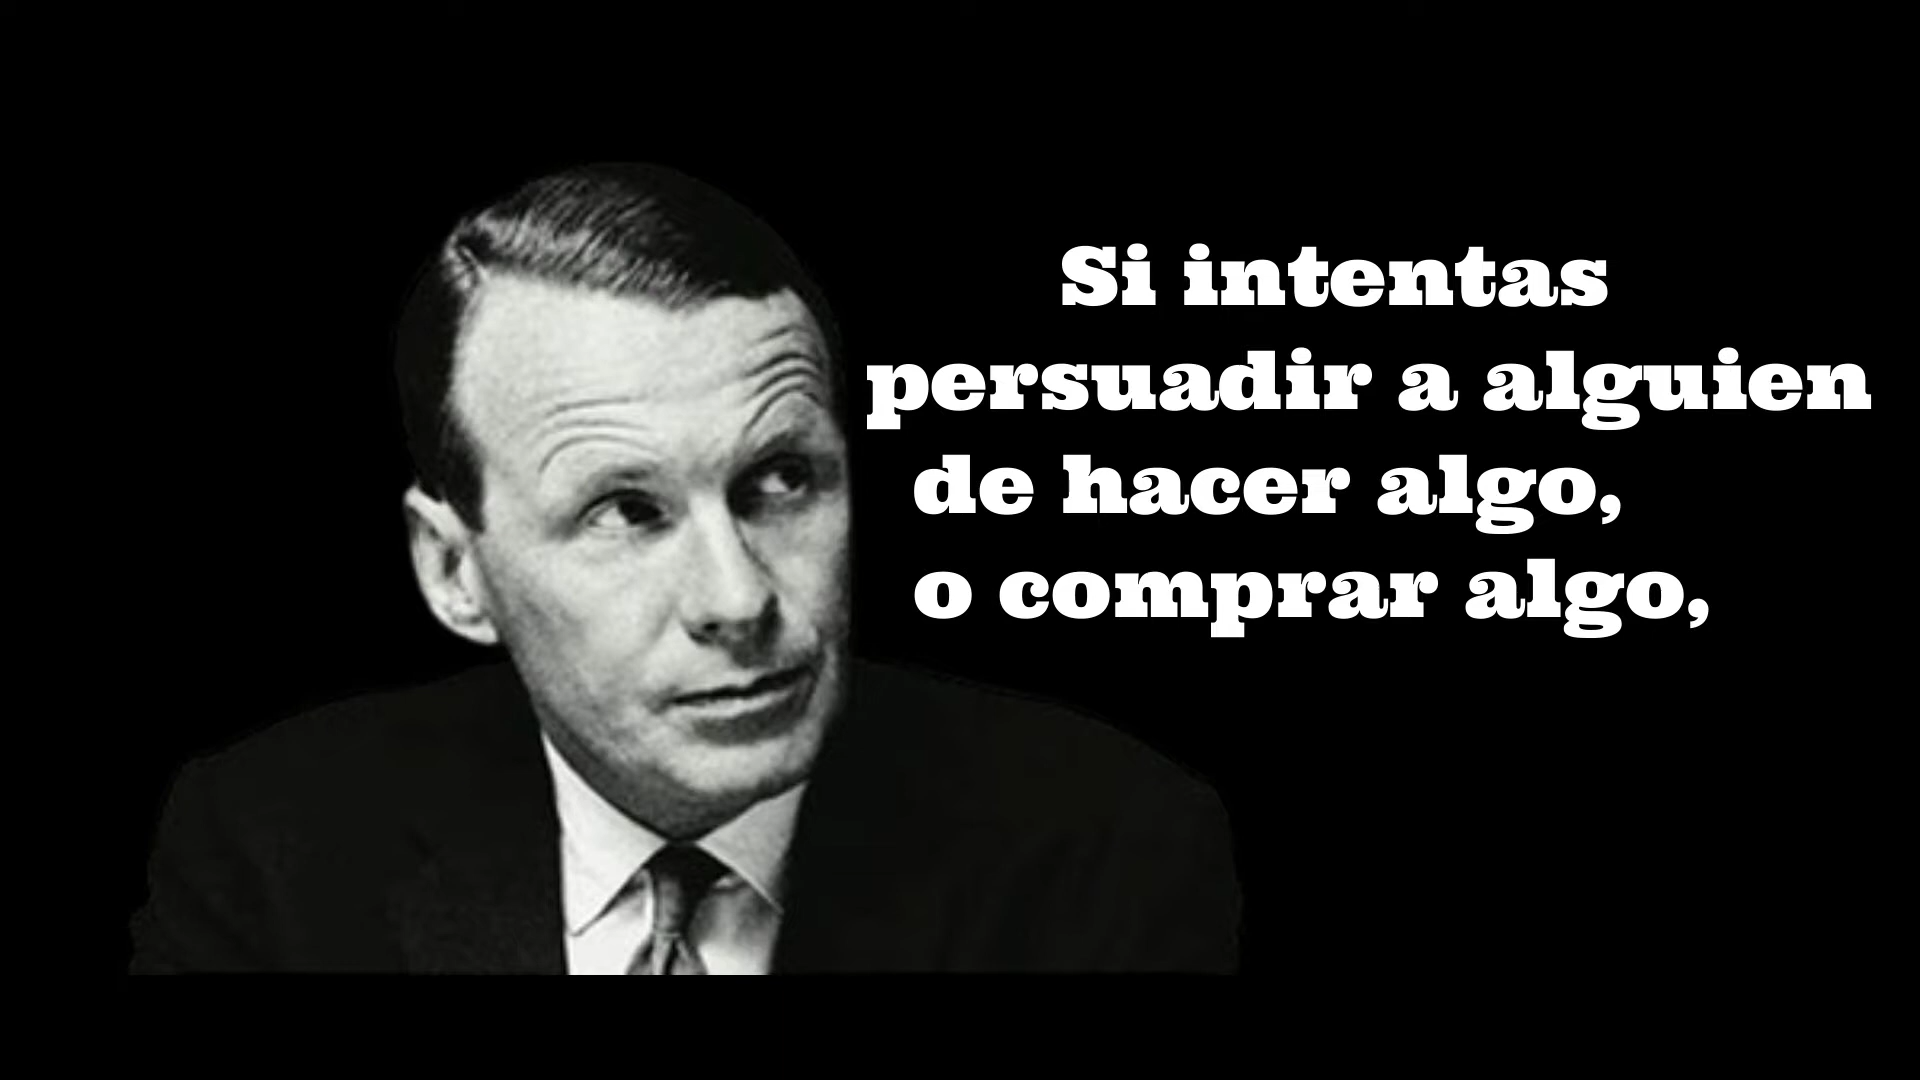 Si intentas
persuadir a alguien
de hacer algo,
o comprar algo,